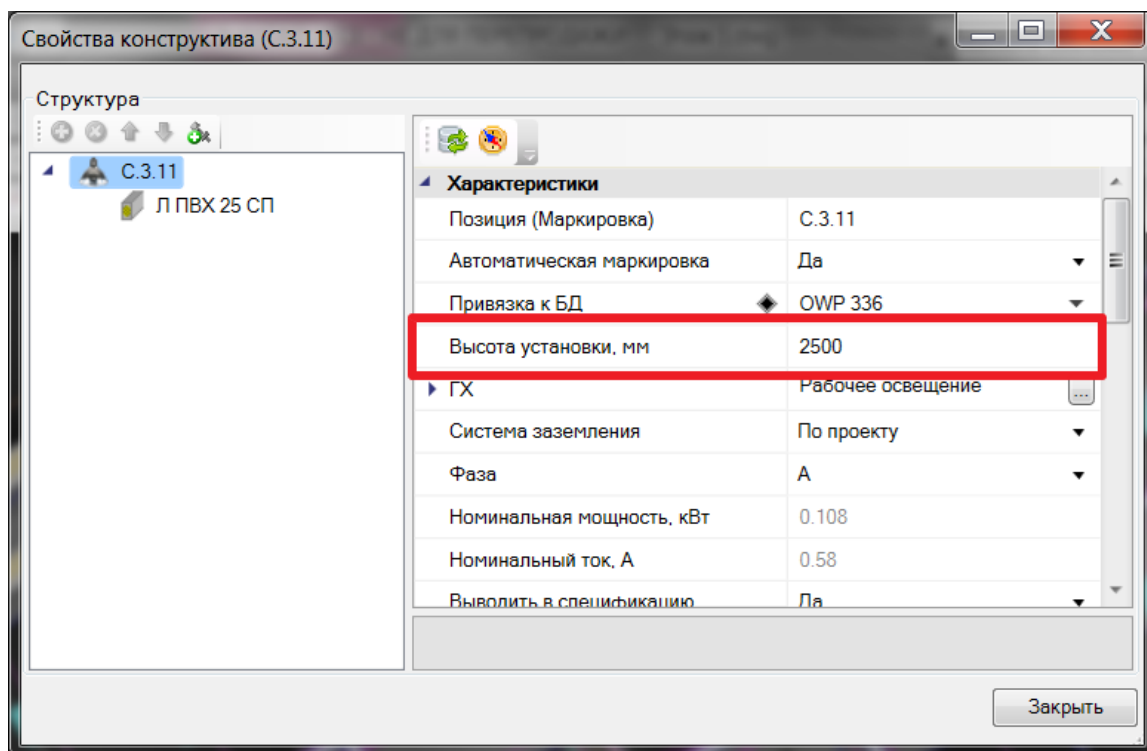 Свойства конструктива (С.3.11)
Структура
С.3.11
Л ПВХ 25 СП
Характеристики
Позиция (Маркировка) С.3.11
Автоматическая маркировка Да
Привязка к БД OWP 336
Высота установки, мм 2500
ГХ Рабочее освещение ...
Система заземления По проекту
Фаза А
Номинальная мощность, кВт 0.108
Номинальный ток, А 0.58
Выводить в спецификацию Да
Закрыть